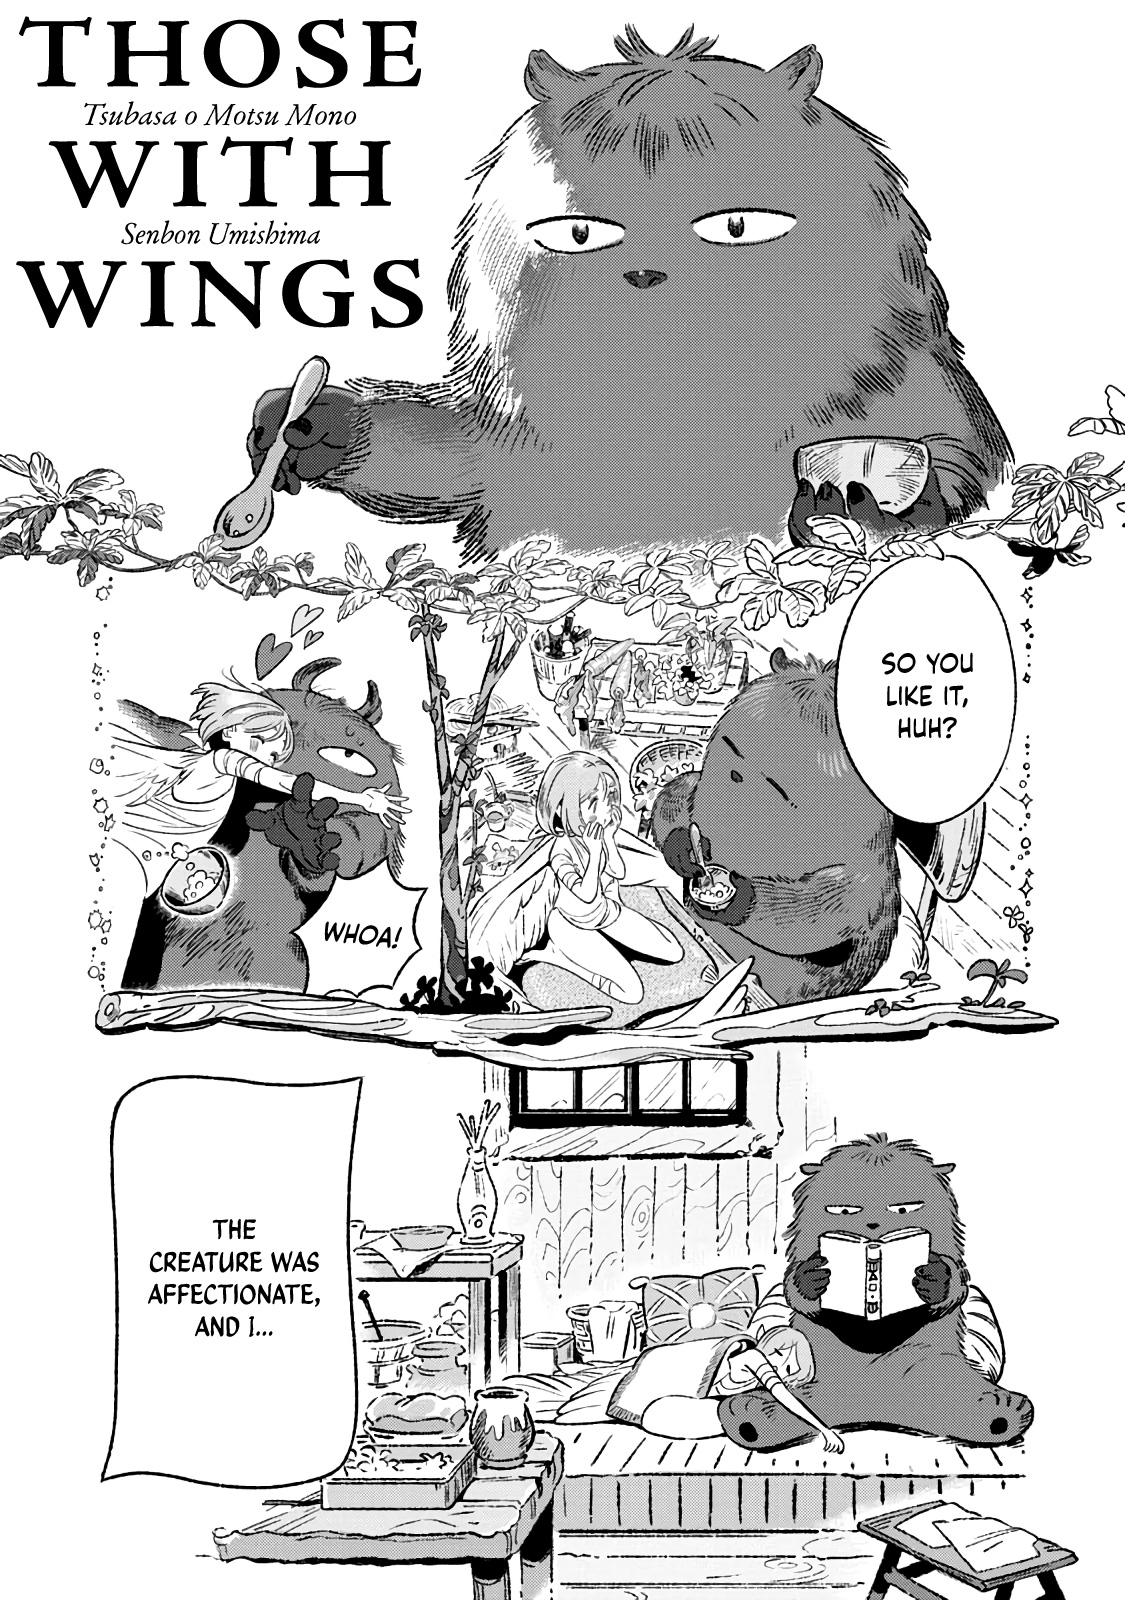 THOSE
Tsubasa o Motsu Mono
WITH
Senbon Umishima
WINGS
SO YOU
LIKE IT,
HUH?
WHOA!
THE
CREATURE WAS
AFFECTIONATE,
AND I...